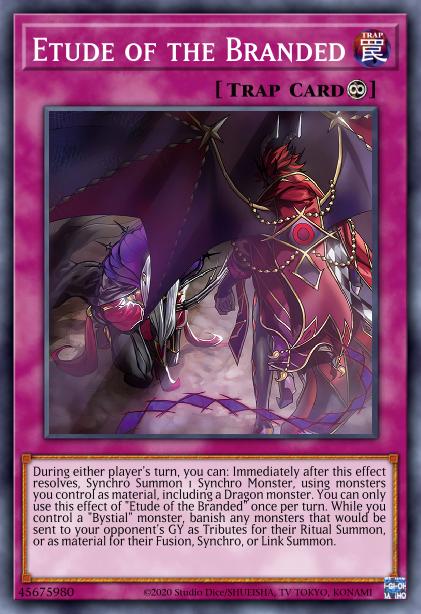 Etude of the Branded
TRAP
罠
[Trap Card∞]
During either player's turn, you can: Immediately after this effect
resolves, Synchro Summon 1 Synchro Monster, using monsters
you control as material, including a Dragon monster. You can only
use this effect of "Etude of the Branded" once per turn. While you
control a "Bystial" monster, banish any monsters that would be
sent to your opponent's GY as Tributes for their Ritual Summon,
or as material for their Fusion, Synchro, or Link Summon.
45675980
©2020 Studio Dice/SHUEISHA, TV TOKYO, KONAMI